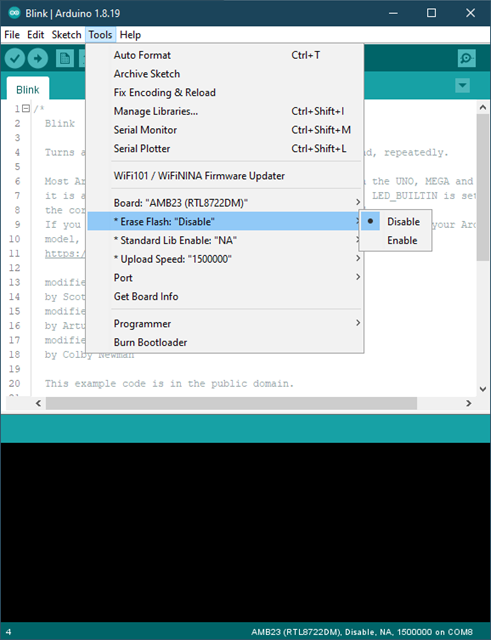 Blink | Arduino 1.8.19
File Edit Sketch Tools Help
Auto Format Ctrl+T
Archive Sketch
Fix Encoding & Reload
Manage Libraries... Ctrl+Shift+I
Serial Monitor Ctrl+Shift+M
Serial Plotter Ctrl+Shift+L
WiFi101 / WiFiNINA Firmware Updater
Board: "AMB23 (RTL8722DM)"
* Erase Flash: "Disable"
Disable
Enable
* Standard Lib Enable: "NA"
* Upload Speed: "1500000"
Port
Get Board Info
Programmer
Burn Bootloader
Blink
1 /*
2 Blink
3
4 Turns a d, repeatedly.
5
6 Most Ar the UNO, MEGA and
7 it is a LED_BUILTIN is set
8 the cor
9 If you your Ard
10 model,
11 https:/
12
13 modifie
14 by Scot
15 modifie
16 by Artu
17 modifie
18 by Colby Newman
19
20 This example code is in the public domain.
21
4 AMB23 (RTL8722DM), Disable, NA, 1500000 on COM8